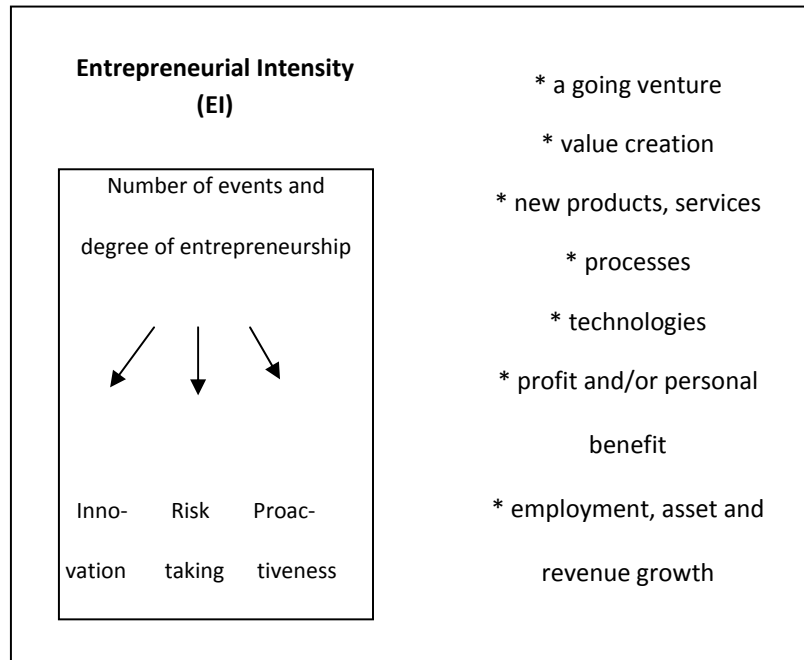 Entrepreneurial Intensity
(EI)
Number of events and
degree of entrepreneurship
Inno- Risk Proac-
vation taking tiveness
* a going venture
* value creation
* new products, services
* processes
* technologies
* profit and/or personal
benefit
* employment, asset and
revenue growth